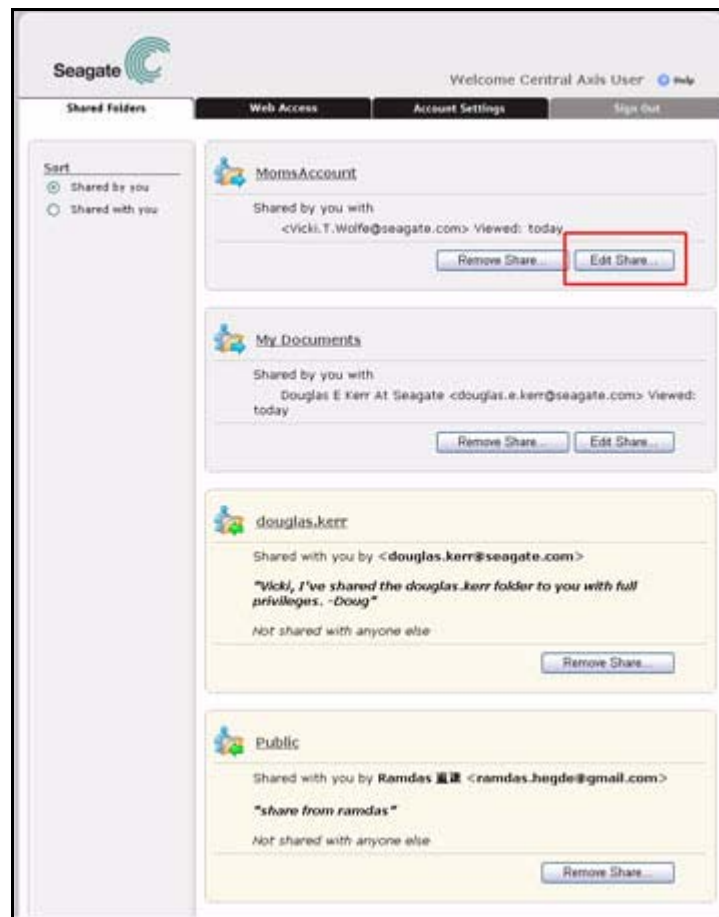 Seagate
Welcome Central Axis User Help
Shared Folders
Web Access
Account Settings
Sign Out
Sort
Shared by you
Shared with you
MomsAccount
Shared by you with
<Vicki.T.Wolfe@seagate.com> Viewed: today
Remove Share...
Edit Share...
My Documents
Shared by you with
Douglas E Kerr At Seagate <douglas.e.kerr@seagate.com> Viewed:
today
Remove Share...
Edit Share...
douglas.kerr
Shared with you by <douglas.kerr@seagate.com>
"Vicki, I've shared the douglas.kerr folder to you with full
privileges. -Doug"
Not shared with anyone else
Remove Share...
Public
Shared with you by Ramdas <ramdas.hegde@gmail.com>
"share from ramdas"
Not shared with anyone else
Remove Share...